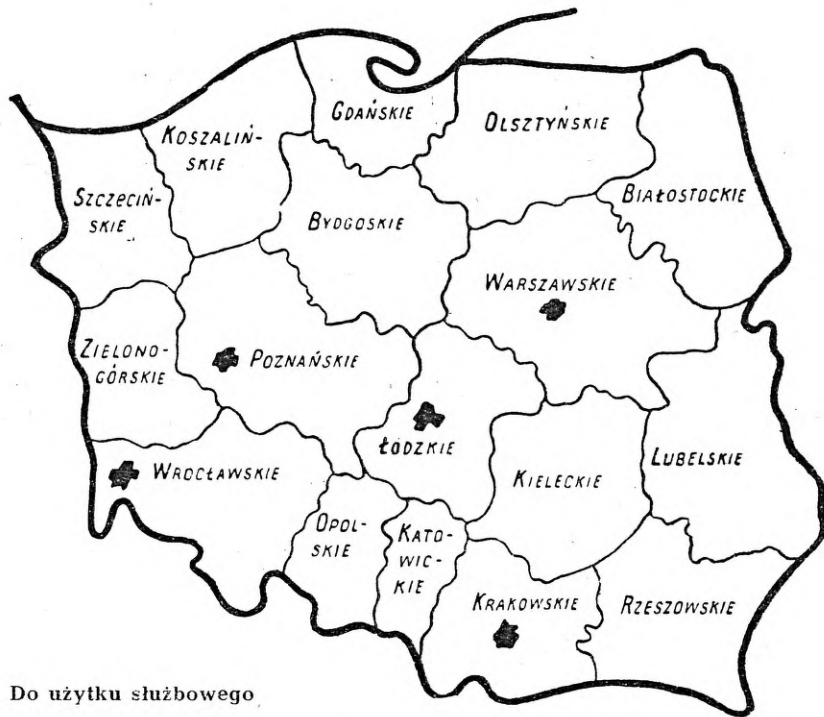 GDAŃSKIE
OLSZTYŃSKIE
KOSZALIŃ-
SKIE
BIAŁOSTOCKIE
SZCZECIŃ-
SKIE
BYDGOSKIE
WARSZAWSKIE
ZIELONO-
GÓRSKIE
POZNAŃSKIE
ŁÓDZKIE
LUBELSKIE
WROCŁAWSKIE
KIELECKIE
OPOL-
SKIE
KATO-
WIC-
KIE
KRAKOWSKIE
RZESZOWSKIE
Do użytku służbowego